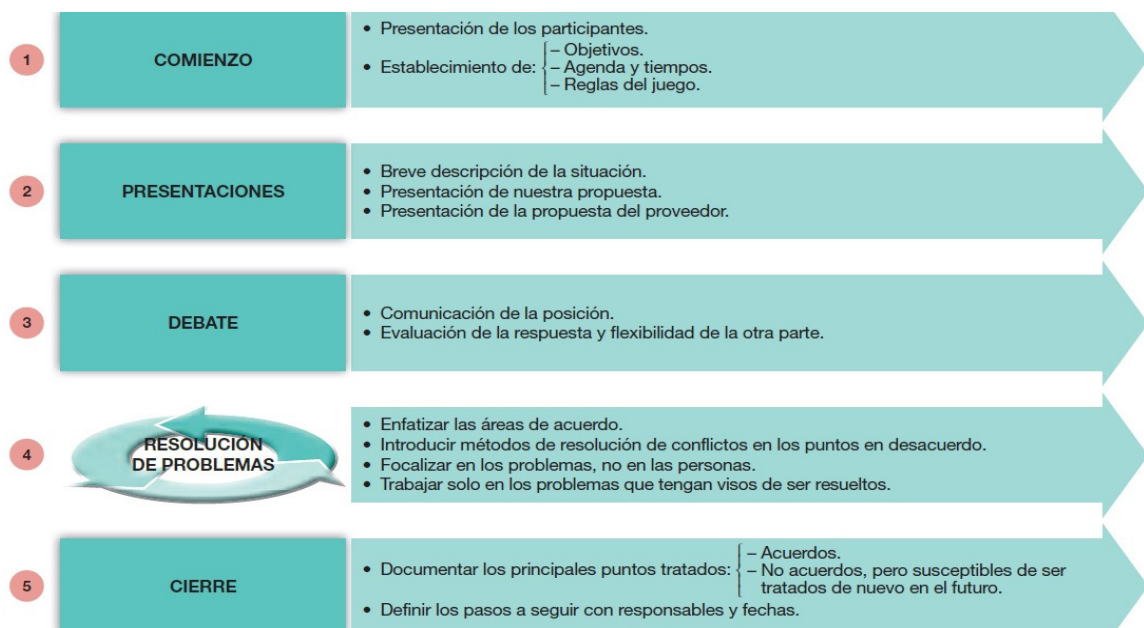 1
COMIENZO
• Presentación de los participantes.
• Establecimiento de:
– Objetivos.
– Agenda y tiempos.
– Reglas del juego.
2
PRESENTACIONES
• Breve descripción de la situación.
• Presentación de nuestra propuesta.
• Presentación de la propuesta del proveedor.
3
DEBATE
• Comunicación de la posición.
• Evaluación de la respuesta y flexibilidad de la otra parte.
4
RESOLUCIÓN
DE PROBLEMAS
• Enfatizar las áreas de acuerdo.
• Introducir métodos de resolución de conflictos en los puntos en desacuerdo.
• Focalizar en los problemas, no en las personas.
• Trabajar solo en los problemas que tengan visos de ser resueltos.
5
CIERRE
• Documentar los principales puntos tratados:
– Acuerdos.
– No acuerdos, pero susceptibles de ser
tratados de nuevo en el futuro.
• Definir los pasos a seguir con responsables y fechas.